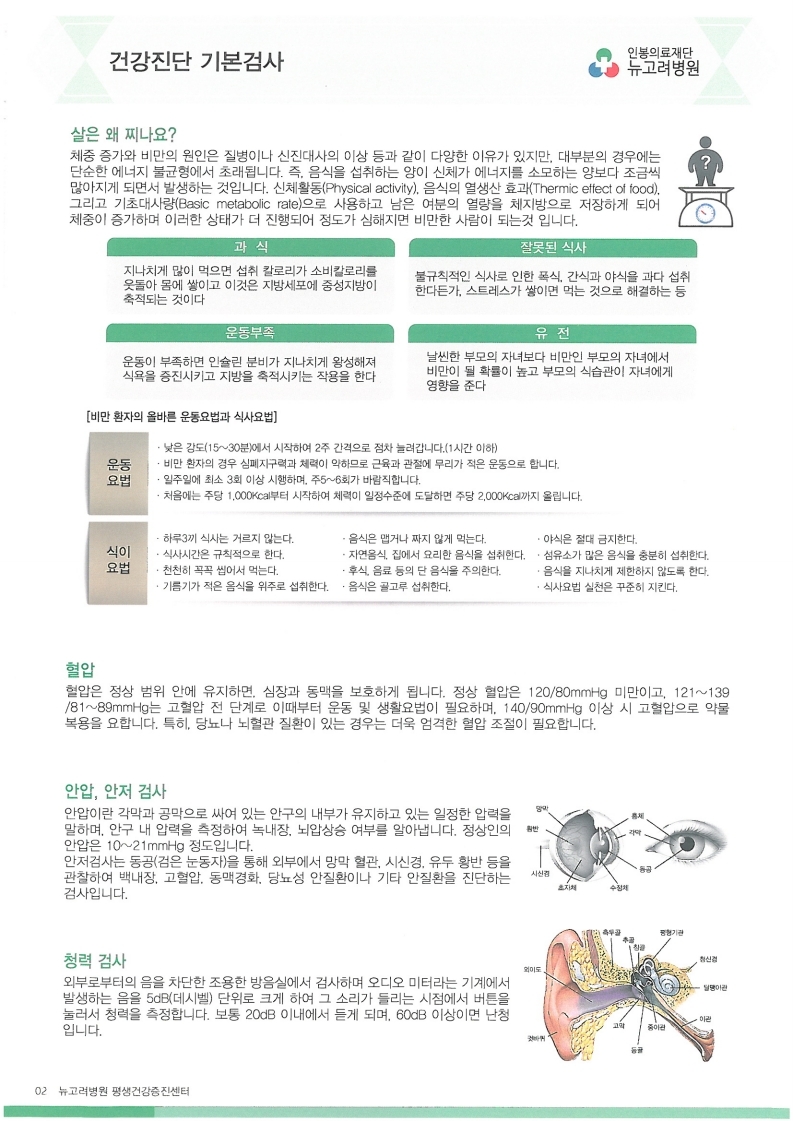 건강진단 기본검사
인봉의료재단
뉴고려병원
살은 왜 찌나요?
체중 증가와 비만의 원인은 질병이나 신진대사의 이상 등과 같이 다양한 이유가 있지만, 대부분의 경우에는
단순한 에너지 불균형에서 초래됩니다. 즉, 음식을 섭취하는 양이 신체가 에너지를 소모하는 양보다 조금씩
많아지게 되면서 발생하는 것입니다. 신체활동(Physical activity), 음식의 열생산 효과(Thermic effect of food),
그리고 기초대사량(Basic metabolic rate)으로 사용하고 남은 여분의 열량을 체지방으로 저장하게 되어
체중이 증가하며 이러한 상태가 더 진행되어 정도가 심해지면 비만한 사람이 되는것 입니다.
?
과 식
지나치게 많이 먹으면 섭취 칼로리가 소비칼로리를
웃돌아 몸에 쌓이고 이것은 지방세포에 중성지방이
축적되는 것이다
잘못된 식사
불규칙적인 식사로 인한 폭식, 간식과 야식을 과다 섭취
한다든가, 스트레스가 쌓이면 먹는 것으로 해결하는 등
운동부족
운동이 부족하면 인슐린 분비가 지나치게 왕성해져
식욕을 증진시키고 지방을 축적시키는 작용을 한다
유 전
날씬한 부모의 자녀보다 비만인 부모의 자녀에서
비만이 될 확률이 높고 부모의 식습관이 자녀에게
영향을 준다
[비만 환자의 올바른 운동요법과 식사요법]
운동
요법
· 낮은 강도(15~30분)에서 시작하여 2주 간격으로 점차 늘려갑니다.(1시간 이하)
· 비만 환자의 경우 심폐지구력과 체력이 약하므로 근육과 관절에 무리가 적은 운동으로 합니다.
· 일주일에 최소 3회 이상 시행하며, 주5~6회가 바람직합니다.
· 처음에는 주당 1,000Kcal부터 시작하여 체력이 일정수준에 도달하면 주당 2,000Kcal까지 올립니다.
식이
요법
· 하루3끼 식사는 거르지 않는다.
· 식사시간은 규칙적으로 한다.
· 천천히 꼭꼭 씹어서 먹는다.
· 기름기가 적은 음식을 위주로 섭취한다.
· 음식은 맵거나 짜지 않게 먹는다.
· 자연음식, 집에서 요리한 음식을 섭취한다.
· 후식, 음료 등의 단 음식을 주의한다.
· 음식은 골고루 섭취한다.
· 야식은 절대 금지한다.
· 섬유소가 많은 음식을 충분히 섭취한다.
· 음식을 지나치게 제한하지 않도록 한다.
· 식사요법 실천은 꾸준히 지킨다.
혈압
혈압은 정상 범위 안에 유지하면, 심장과 동맥을 보호하게 됩니다. 정상 혈압은 120/80mmHg 미만이고, 121~139
/81~89mmHg는 고혈압 전 단계로 이때부터 운동 및 생활요법이 필요하며, 140/90mmHg 이상 시 고혈압으로 약물
복용을 요합니다. 특히, 당뇨나 뇌혈관 질환이 있는 경우는 더욱 엄격한 혈압 조절이 필요합니다.
안압, 안저 검사
안압이란 각막과 공막으로 싸여 있는 안구의 내부가 유지하고 있는 일정한 압력을
말하며, 안구 내 압력을 측정하여 녹내장, 뇌압상승 여부를 알아냅니다. 정상인의
안압은 10~21mmHg 정도입니다.
안저검사는 동공(검은 눈동자)을 통해 외부에서 망막 혈관, 시신경, 유두 황반 등을
관찰하여 백내장, 고혈압, 동맥경화, 당뇨성 안질환이나 기타 안질환을 진단하는
검사입니다.
망막
황반
시신경
초자체
수정체
홍체
각막
동공
청력 검사
외부로부터의 음을 차단한 조용한 방음실에서 검사하며 오디오 미터라는 기계에서
발생하는 음을 5dB(데시벨) 단위로 크게 하여 그 소리가 들리는 시점에서 버튼을
눌러서 청력을 측정합니다. 보통 20dB 이내에서 듣게 되며, 60dB 이상이면 난청
입니다.
측두골
추골
침골
평형기관
청신경
외이도
달팽이관
이관
고막
중이관
귓바퀴
등골
02 뉴고려병원 평생건강증진센터